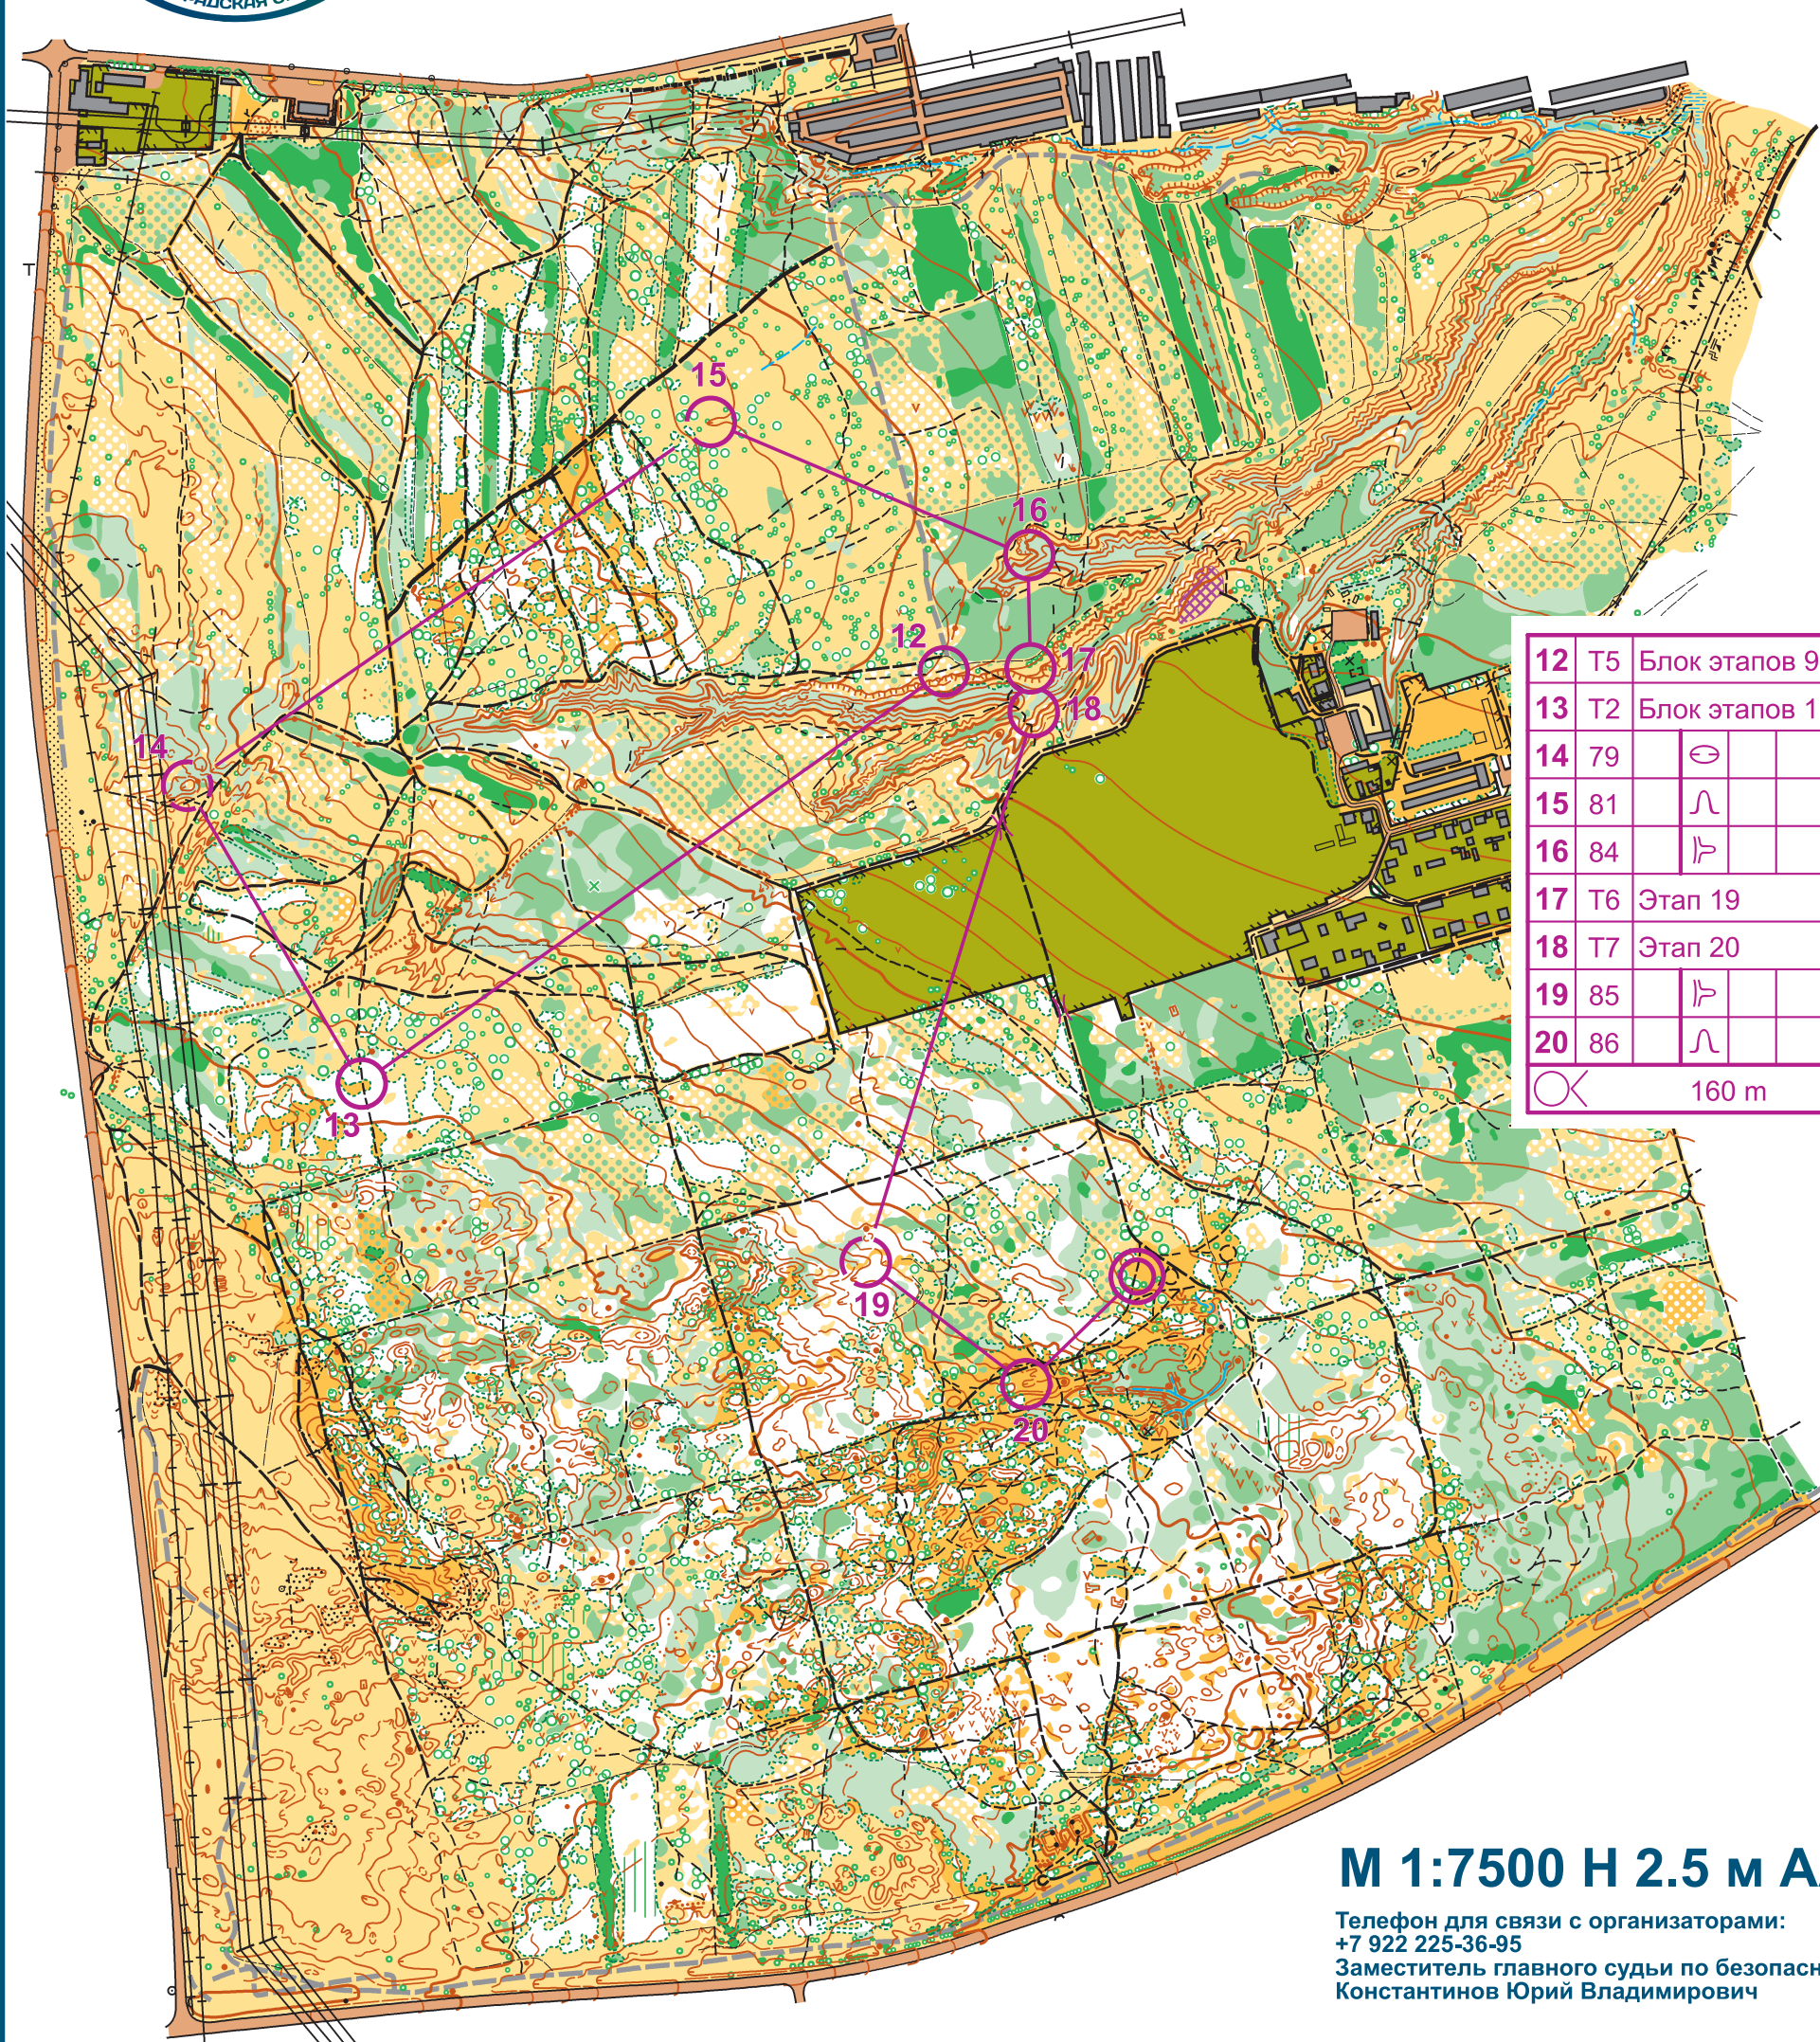 15
16
12
17
18
14
13
19
20
12 T5 Блок этапов 9
13 T2 Блок этапов 1
14 79
15 81
16 84
17 T6 Этап 19
18 T7 Этап 20
19 85
20 86
160 m
М 1:7500 Н 2.5 м
Телефон для связи с организаторами:
+7 922 225-36-95
Заместитель главного судьи по
Константинов Юрий Владимирович